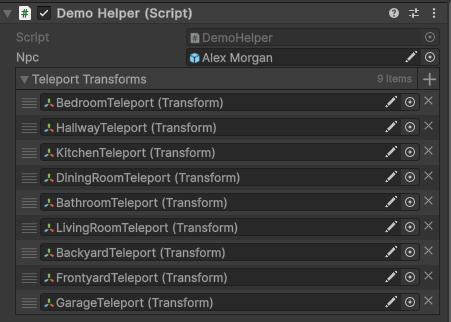 Demo Helper (Script)
Script DemoHelper
Npc Alex Morgan
Teleport Transforms 9 Items
BedroomTeleport (Transform)
HallwayTeleport (Transform)
KitchenTeleport (Transform)
DiningRoomTeleport (Transform)
BathroomTeleport (Transform)
LivingRoomTeleport (Transform)
BackyardTeleport (Transform)
FrontyardTeleport (Transform)
GarageTeleport (Transform)